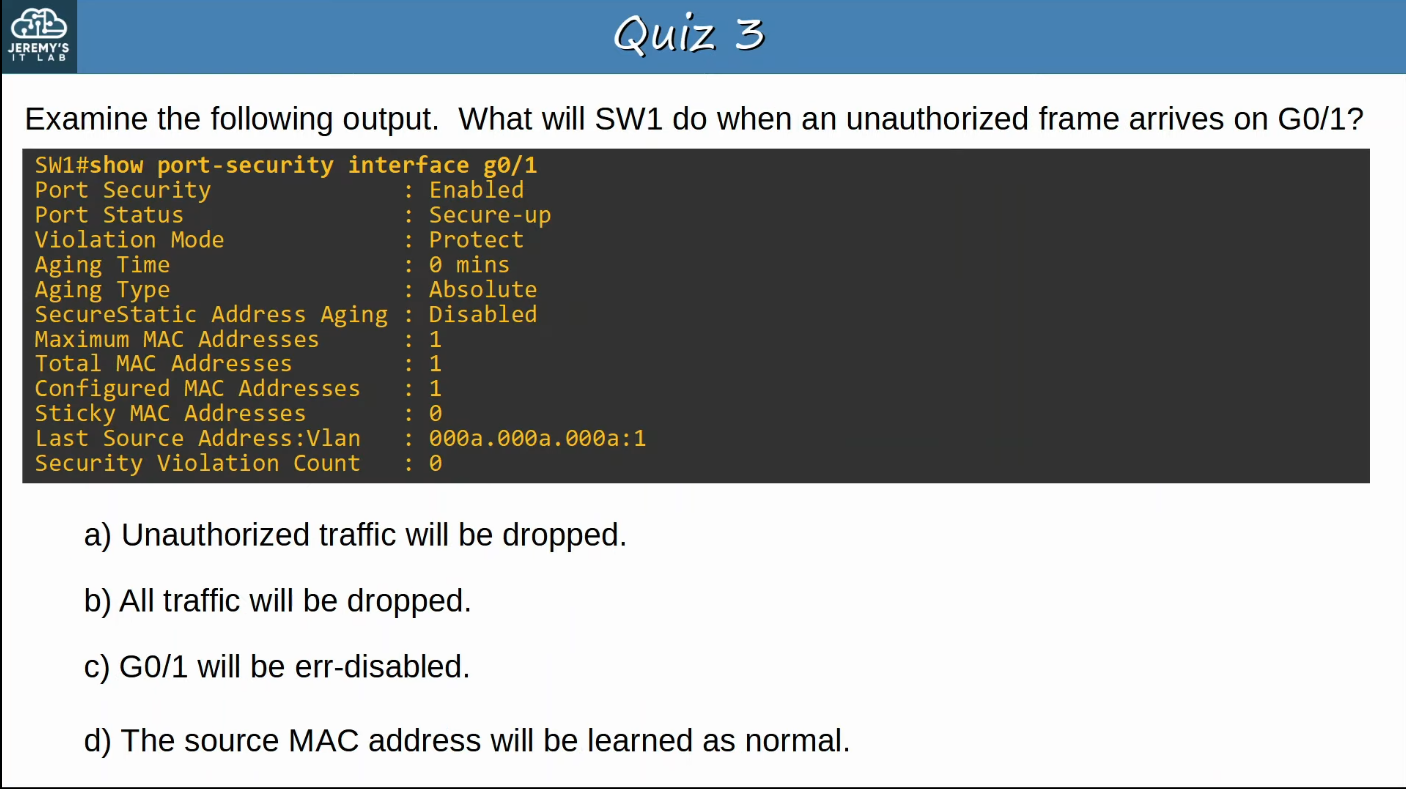 JEREMY'S
IT LAB
Quiz 3
Examine the following output.  What will SW1 do when an unauthorized frame arrives on G0/1?
SW1#show port-security interface g0/1
Port Security              : Enabled
Port Status                : Secure-up
Violation Mode             : Protect
Aging Time                 : 0 mins
Aging Type                 : Absolute
SecureStatic Address Aging : Disabled
Maximum MAC Addresses      : 1
Total MAC Addresses        : 1
Configured MAC Addresses   : 1
Sticky MAC Addresses       : 0
Last Source Address:Vlan   : 000a.000a.000a:1
Security Violation Count   : 0
a) Unauthorized traffic will be dropped.
b) All traffic will be dropped.
c) G0/1 will be err-disabled.
d) The source MAC address will be learned as normal.